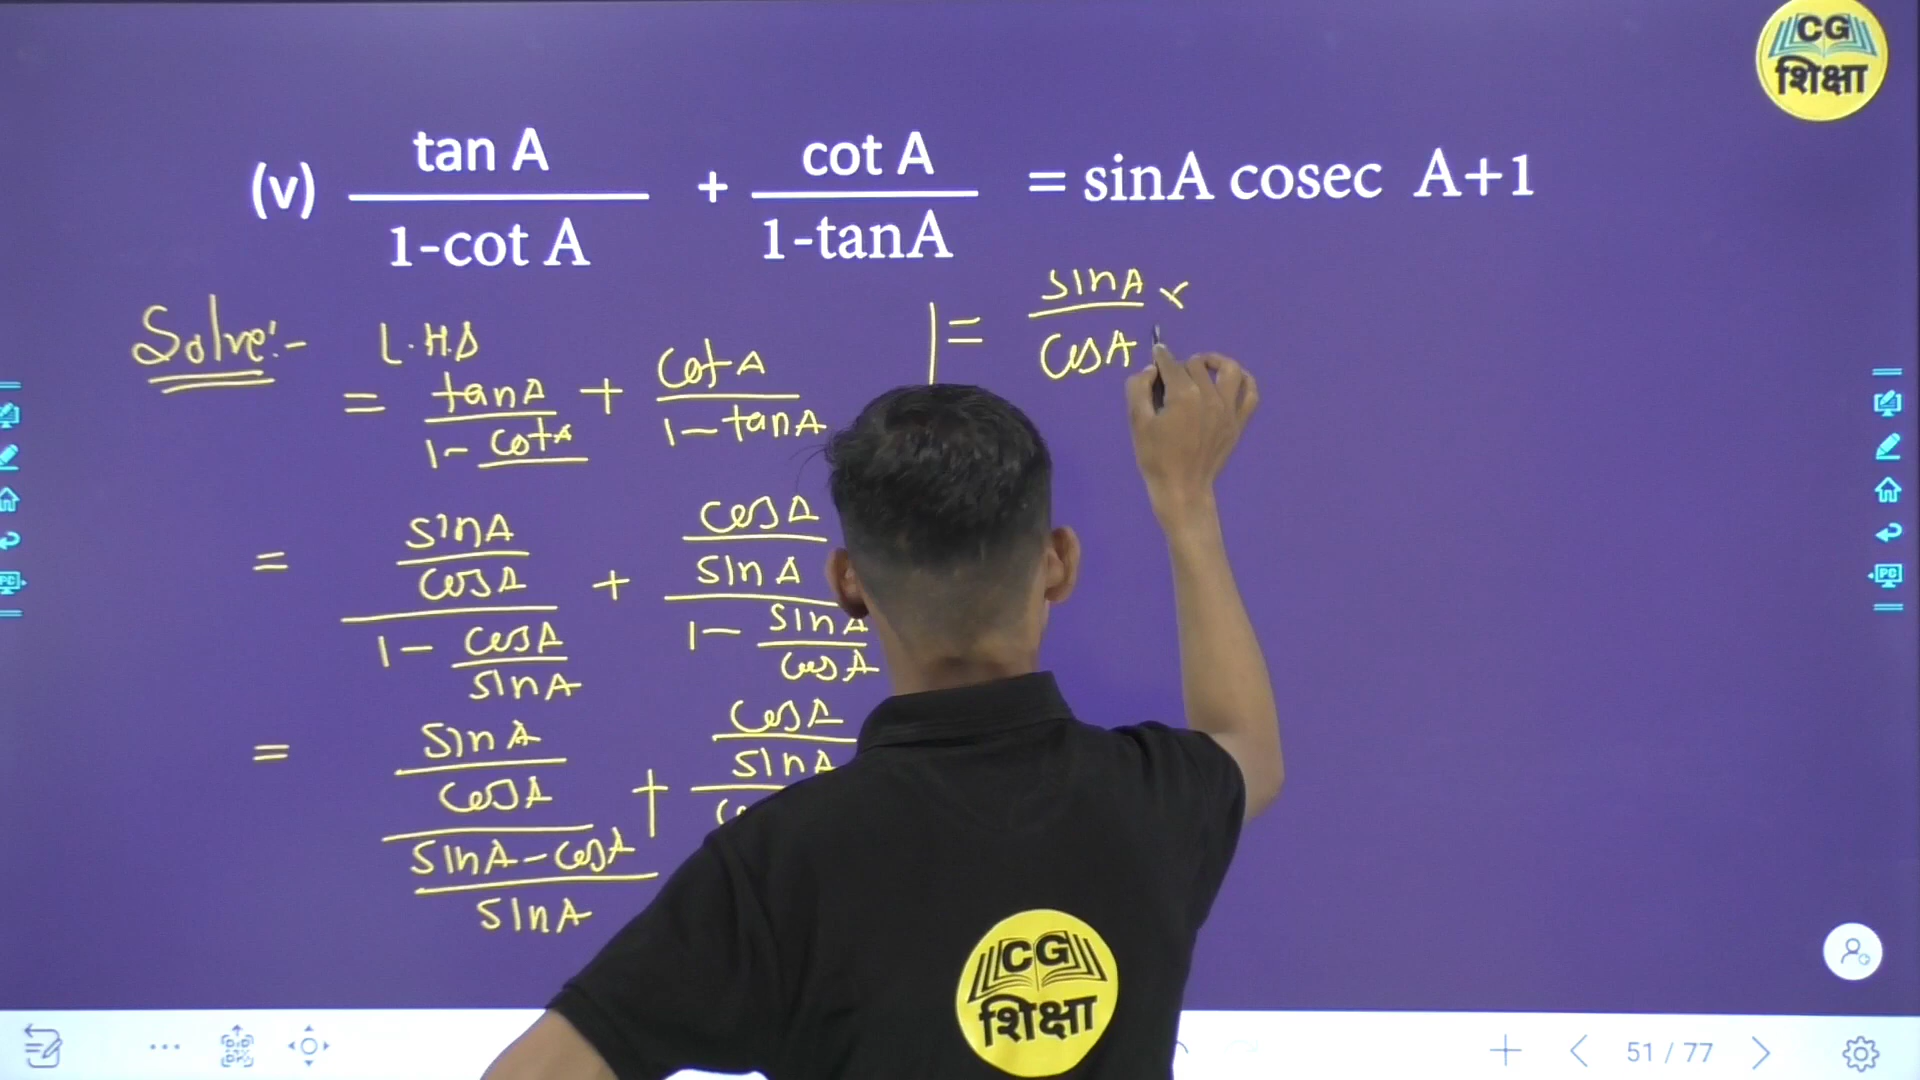 CG
शिक्षा
(v) tan A / 1-cot A + cot A / 1-tanA = sinA cosec A+1
Solve:-
L.H.S
= tanA / 1-cotA + cotA / 1-tanA
= sinA / cosA / 1-cosA / sinA + cosA / sinA / 1-sinA / cosA
= sinA / cosA / sinA-cosA / sinA + cosA / sinA
= sinA / cosA ×
CG
शिक्षा
PC
PC
51 / 77